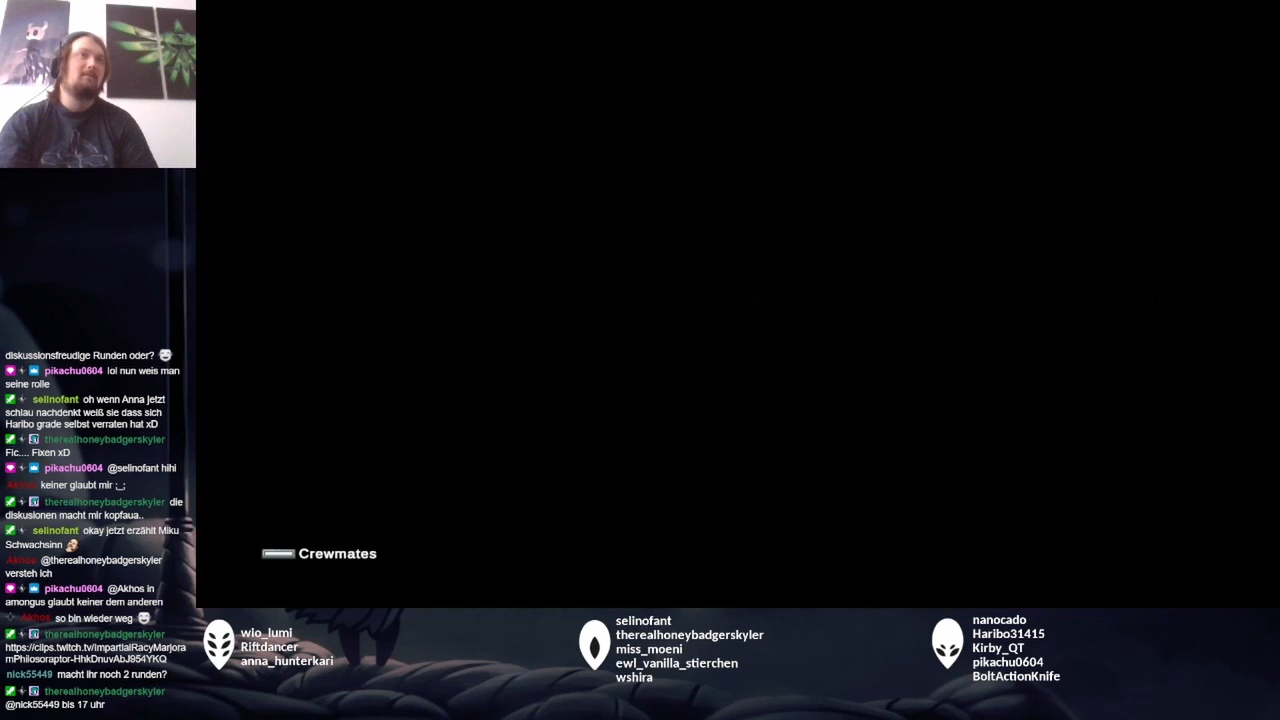 diskussionsfreudige Runden oder?
pikachu0604 lol nun weis man
seine rolle
selinofant oh wenn Anna jetzt
schlau nachdenkt weiß sie dass sich
Haribo grade selbst verraten hat xD
therealhoneybadgerskyler
Fic.... Fixen xD
pikachu0604 @selinofant hihi
Akhos keiner glaubt mir ;_;
therealhoneybadgerskyler die
diskusionen macht mir kopfaua..
selinofant okay jetzt erzählt Miku
Schwachsinn
Akhos @therealhoneybadgerskyler
versteh ich
pikachu0604 @Akhos in
amongus glaubt keiner dem anderen
Akhos so bin wieder weg
therealhoneybadgerskyler
https://clips.twitch.tv/ImpartialRacyMarjora
mPhilosoraptor-HhkDnuvAbJ954YKQ
nick55449 macht ihr noch 2 runden?
therealhoneybadgerskyler
@nick55449 bis 17 uhr
Crewmates
wio_lumi
Riftdancer
anna_hunterkari
selinofant
therealhoneybadgerskyler
miss_moeni
ewl_vanilla_stierchen
wshira
nanocado
Haribo31415
Kirby_QT
pikachu0604
BoltActionKnife